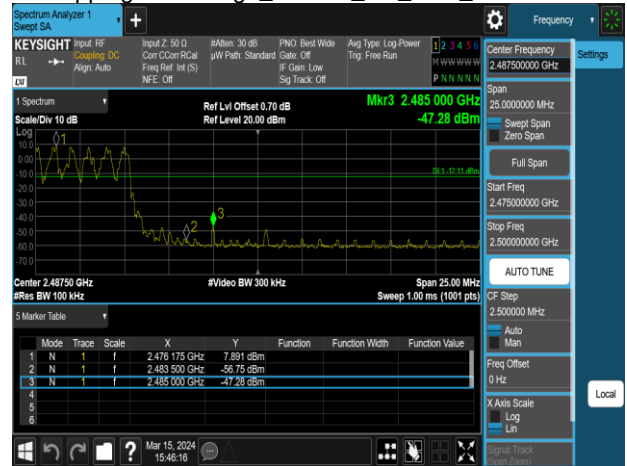 Spectrum Analyzer 1
Swept SA
Frequency
KEYSIGHT
RL
LXI
Input: RF
Coupling: DC
Align: Auto
Input Z: 50 Ω
Corr CCorr RCal
Freq Ref: Int (S)
NFE: Off
#Atten: 30 dB
µW Path: Standard
PNO: Best Wide
Gate: Off
IF Gain: Low
Sig Track: Off
Avg Type: Log-Power
Trig: Free Run
1 2 3 4 5 6
M W W W W W
P N N N N N
1 Spectrum
Scale/Div 10 dB
Ref Lvl Offset 0.70 dB
Ref Level 20.00 dBm
Mkr3 2.485 000 GHz
-47.28 dBm
Log
10.0
0.00
-10.0
-20.0
-30.0
-40.0
-50.0
-60.0
-70.0
1
2
3
DL1 -12.11 dBm
Center 2.48750 GHz
#Res BW 100 kHz
#Video BW 300 kHz
Span 25.00 MHz
Sweep 1.00 ms (1001 pts)
5 Marker Table
Mode Trace Scale X Y Function Function Width Function Value
1 N 1 f 2.476 175 GHz 7.891 dBm
2 N 1 f 2.483 500 GHz -56.75 dBm
3 N 1 f 2.485 000 GHz -47.28 dBm
4
5
6
Mar 15, 2024
15:46:16
Center Frequency
2.487500000 GHz
Settings
Span
25.0000000 MHz
Swept Span
Zero Span
Full Span
Start Freq
2.475000000 GHz
Stop Freq
2.500000000 GHz
AUTO TUNE
CF Step
2.500000 MHz
Auto
Man
Freq Offset
0 Hz
X Axis Scale
Log
Lin
Local
Signal Track
(Span Zoom)